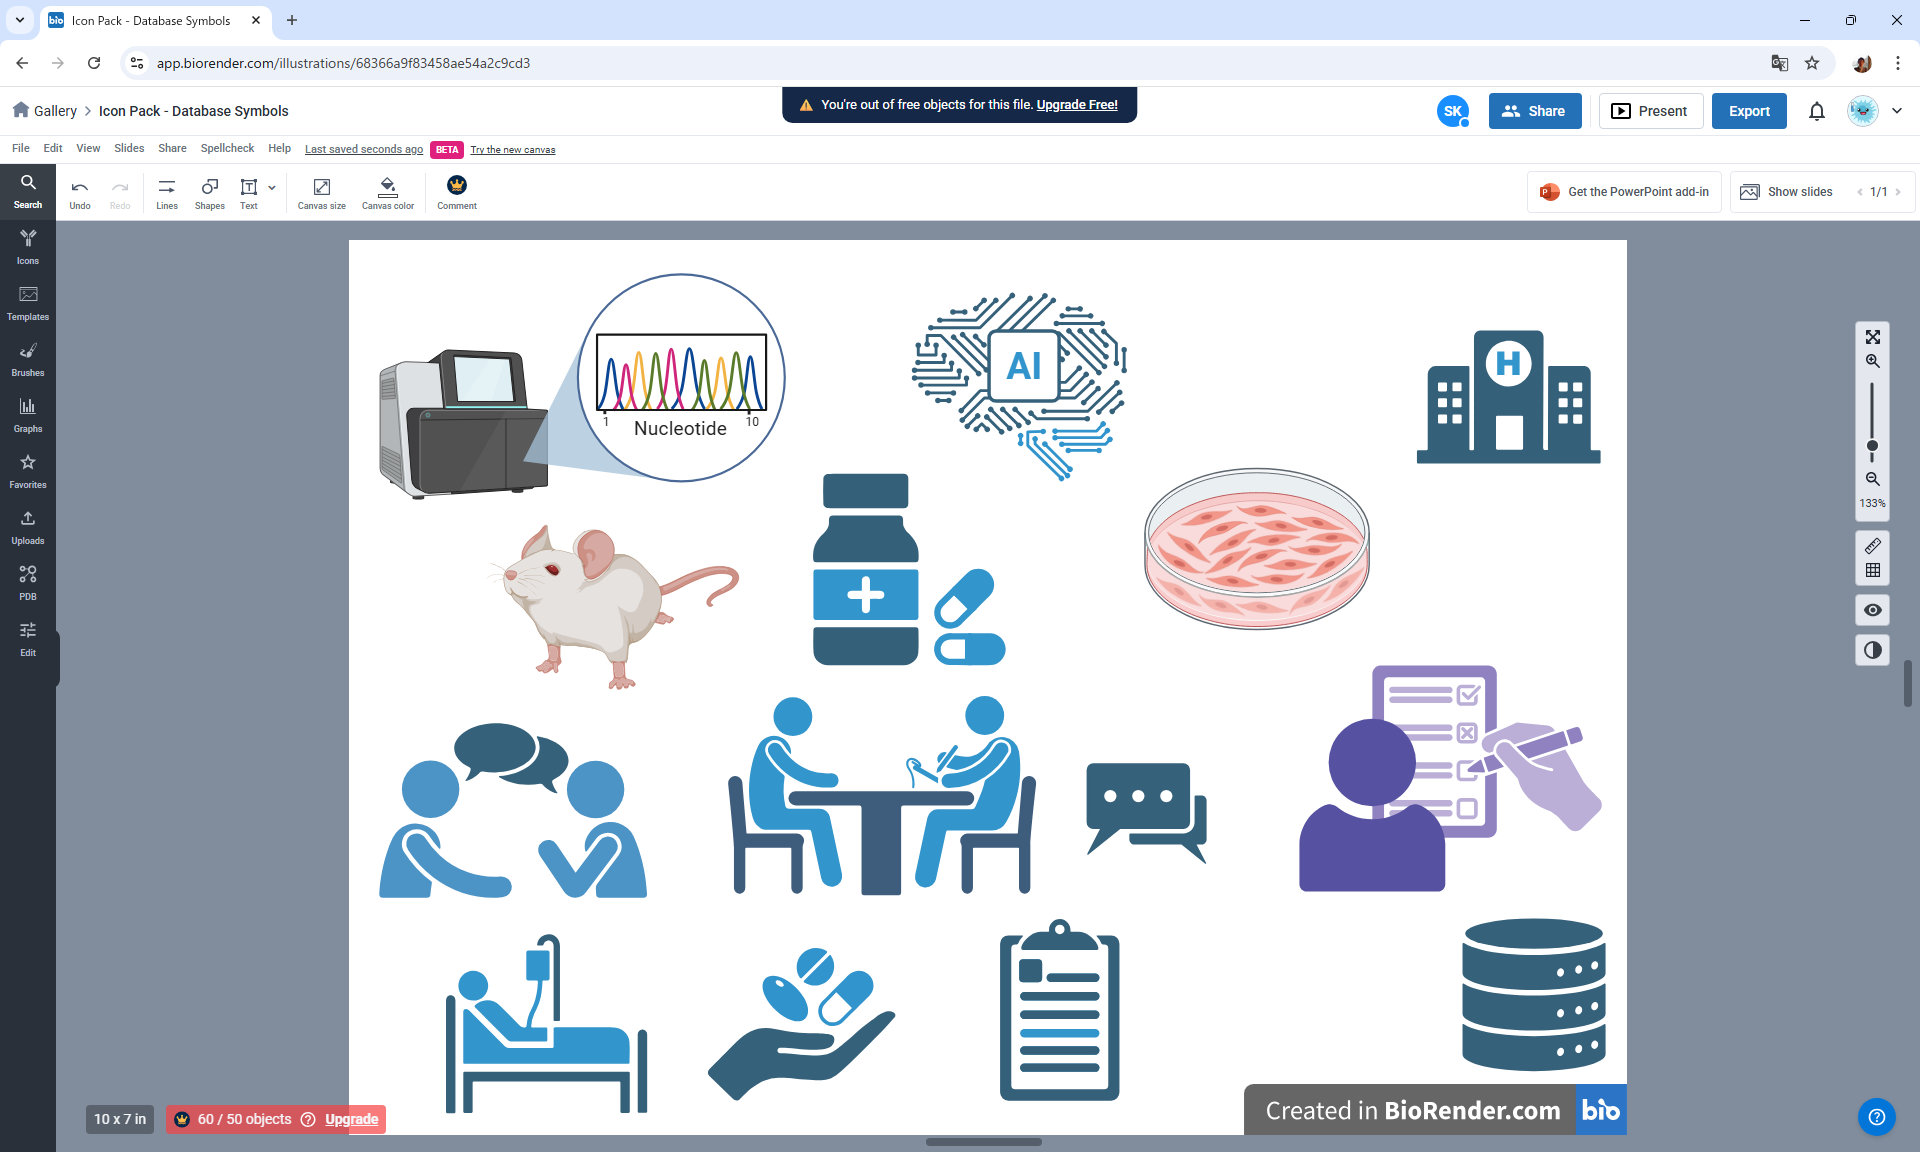 Icon Pack - Database Symbols
app.biorender.com/illustrations/68366a9f83458ae54a2c9cd3
Gallery > Icon Pack - Database Symbols
You're out of free objects for this file. Upgrade Free!
SK
Share
Present
Export
File Edit View Slides Share Spellcheck Help Last saved seconds ago BETA Try the new canvas
Search
Undo
Redo
Lines
Shapes
Text
Canvas size
Canvas color
Comment
Get the PowerPoint add-in
Show slides
1/1
Icons
Templates
Brushes
Graphs
Favorites
Uploads
PDB
Edit
133%
1
10
Nucleotide
AI
H
10 x 7 in
60 / 50 objects
Upgrade
Created in BioRender.com bio